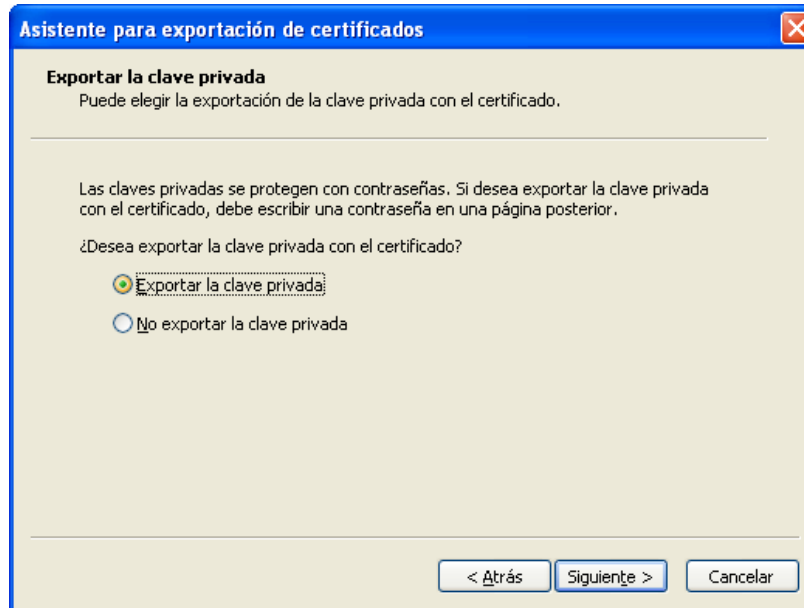 Asistente para exportación de certificados
Exportar la clave privada
Puede elegir la exportación de la clave privada con el certificado.
Las claves privadas se protegen con contraseñas. Si desea exportar la clave privada
con el certificado, debe escribir una contraseña en una página posterior.
¿Desea exportar la clave privada con el certificado?
Exportar la clave privada
No exportar la clave privada
< Atrás Siguiente > Cancelar